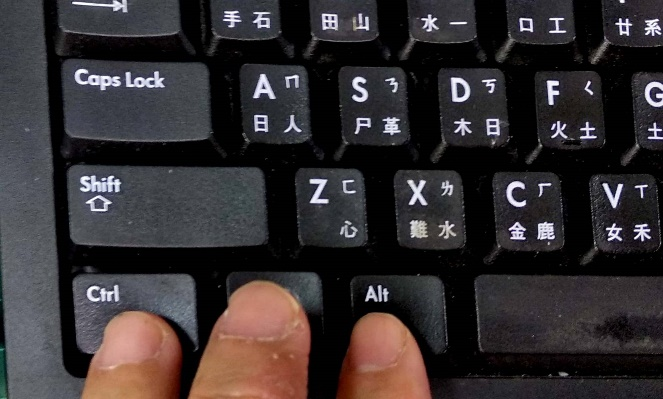 手 石 田 山 水 一 口 工 廿
Caps Lock A ㄇ S ㄋ D ㄎ F ㄑ G
日 人 尸 革 木 日 火 土 土
Shift Z ㄈ X ㄌ C ㄏ V ㄒ
心 難 水 金 鹿 女 禾
Ctrl Alt